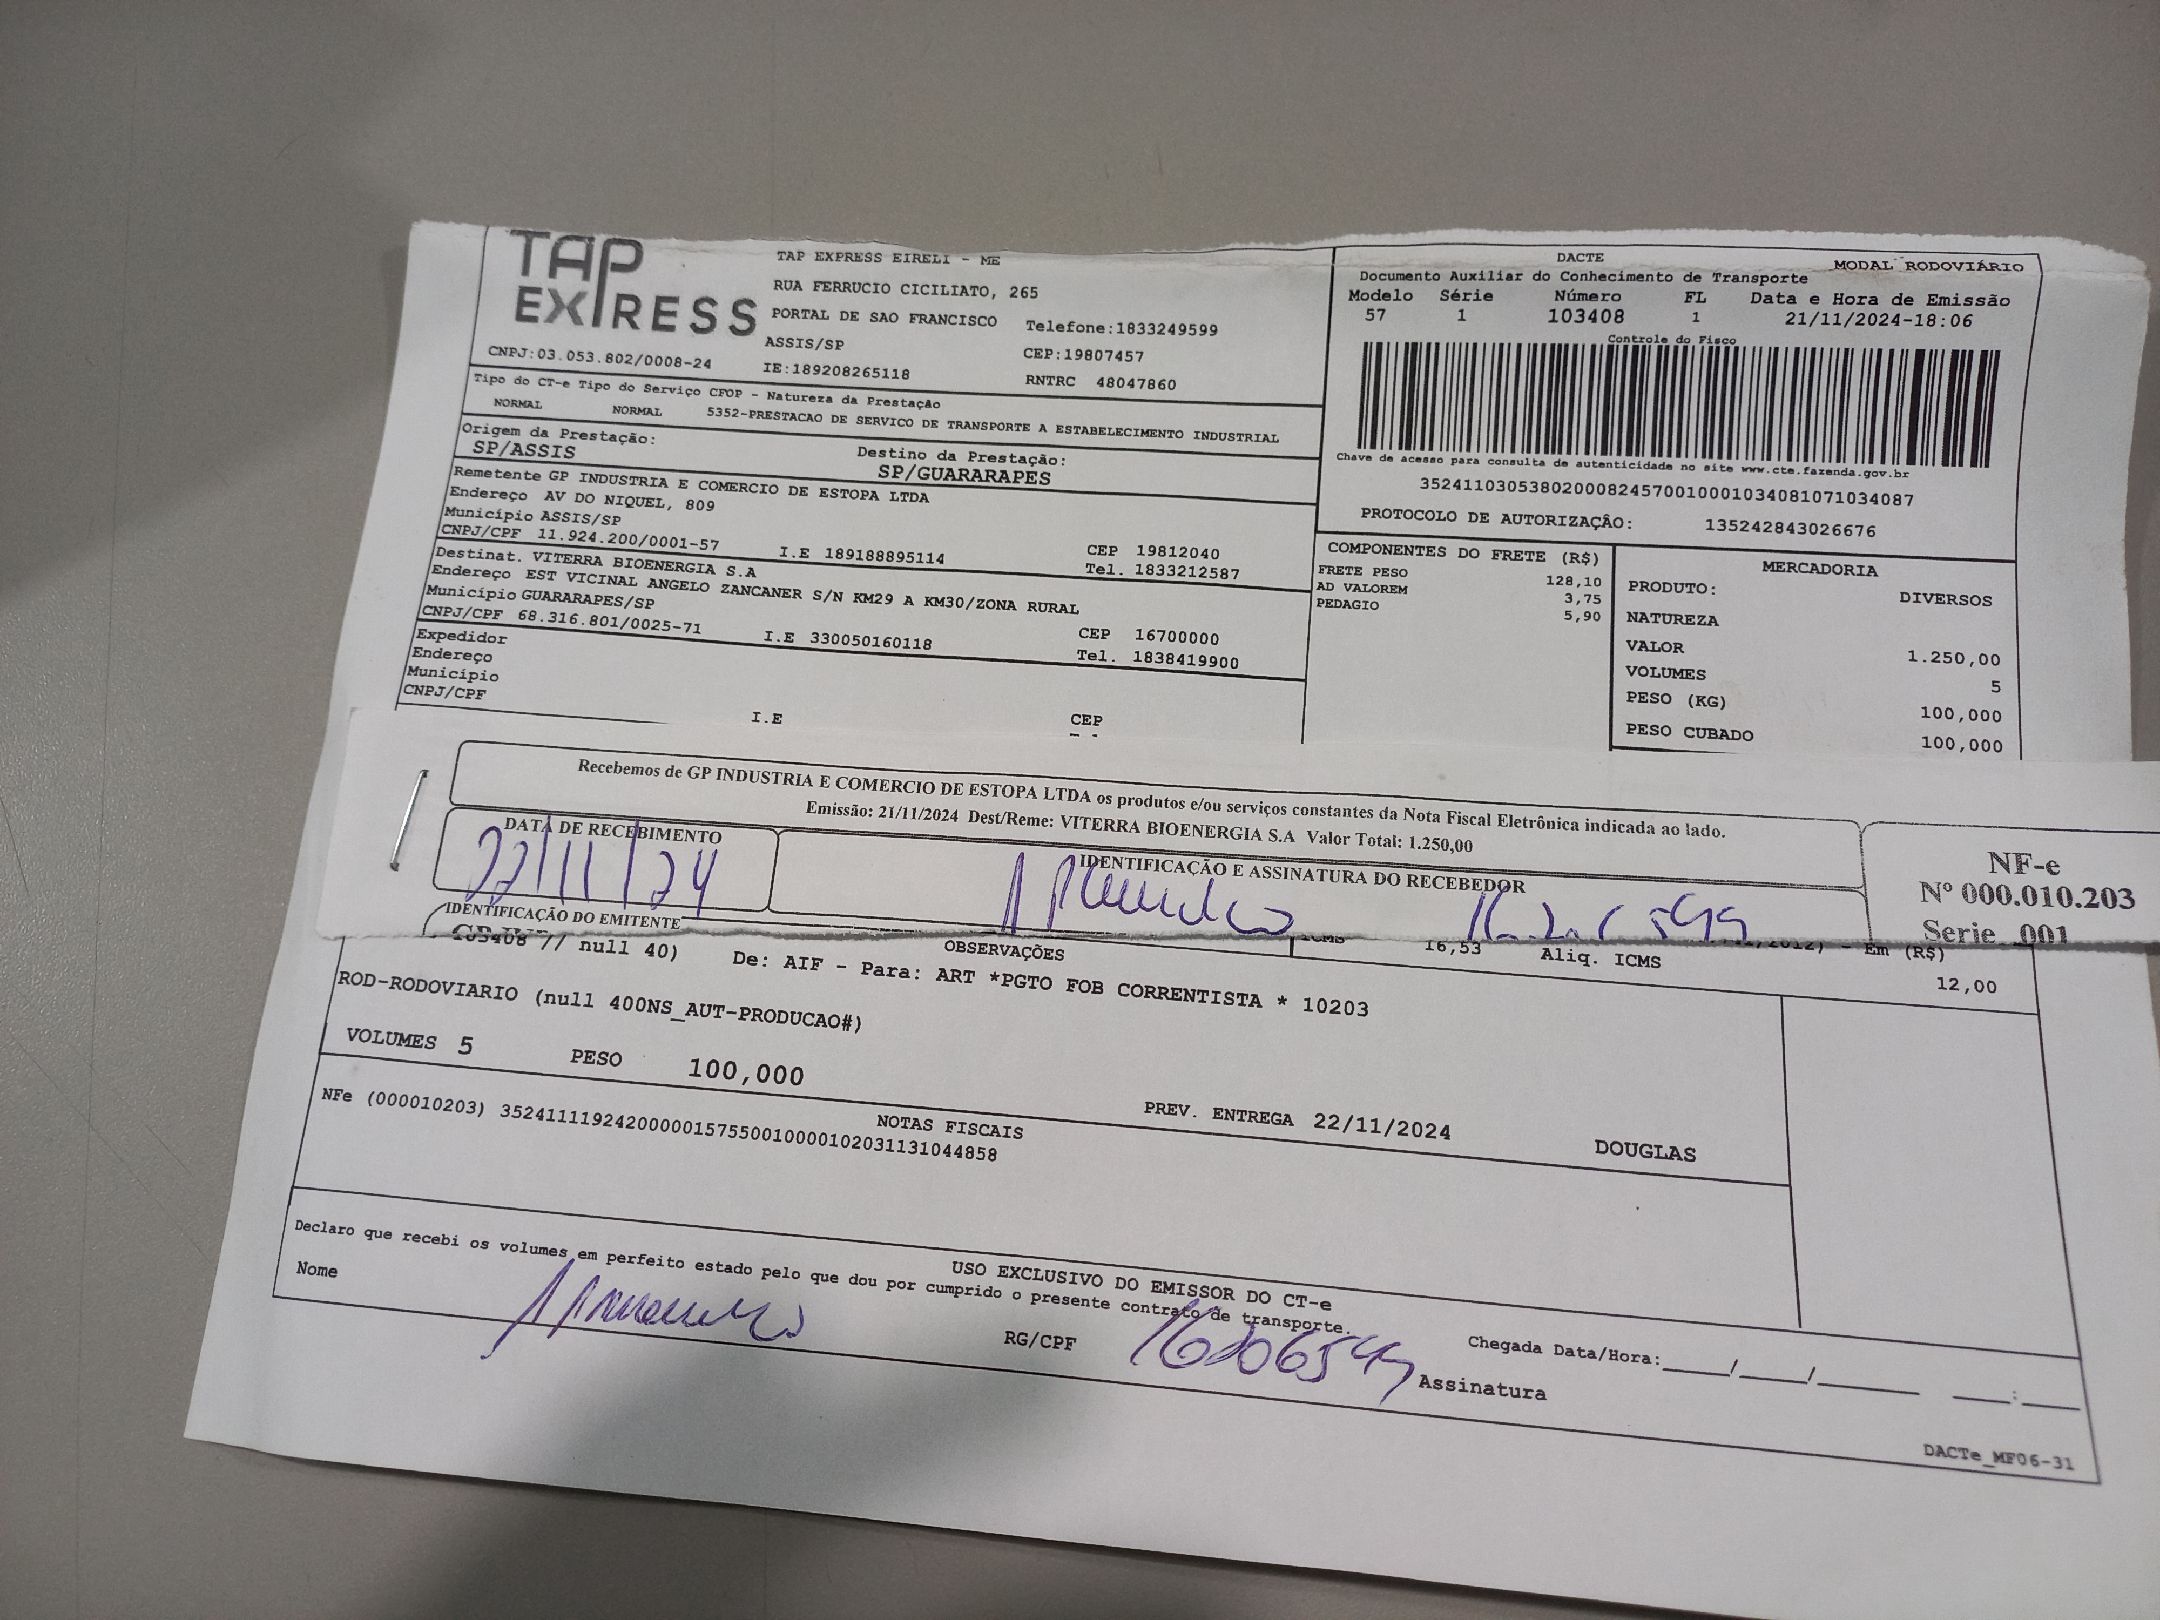 TAP EXPRESS
TAP EXPRESS EIRELI - ME
RUA FERRUCIO CICILIATO, 265
PORTAL DE SAO FRANCISCO Telefone:1833249599
ASSIS/SP CEP:19807457
CNPJ:03.053.802/0008-24 IE:189208265118 RNTRC 48047860
DACTE MODAL RODOVIÁRIO
Documento Auxiliar do Conhecimento de Transporte
Modelo Série Número FL Data e Hora de Emissão
57 1 103408 1 21/11/2024-18:06
Controle do Fisco
Chave de acesso para consulta de autenticidade no site www.cte.fazenda.gov.br
35241103053802000824570010001034081071034087
PROTOCOLO DE AUTORIZAÇÂO: 135242843026676
Tipo do CT-e Tipo do Serviço CFOP - Natureza da Prestação
NORMAL NORMAL 5352-PRESTACAO DE SERVICO DE TRANSPORTE A ESTABELECIMENTO INDUSTRIAL
Origem da Prestação: Destino da Prestação:
SP/ASSIS SP/GUARARAPES
Remetente GP INDUSTRIA E COMERCIO DE ESTOPA LTDA
Endereço AV DO NIQUEL, 809
Município ASSIS/SP CEP 19812040
CNPJ/CPF 11.924.200/0001-57 I.E 189188895114 Tel. 1833212587
Destinat. VITERRA BIOENERGIA S.A
Endereço EST VICINAL ANGELO ZANCANER S/N KM29 A KM30/ZONA RURAL
Município GUARARAPES/SP CEP 16700000
CNPJ/CPF 68.316.801/0025-71 I.E 330050160118 Tel. 1838419900
Expedidor
Endereço
Município
CNPJ/CPF I.E CEP
COMPONENTES DO FRETE (R$)
FRETE PESO 128,10
AD VALOREM 3,75
PEDAGIO 5,90
MERCADORIA
PRODUTO: DIVERSOS
NATUREZA
VALOR 1.250,00
VOLUMES 5
PESO (KG) 100,000
PESO CUBADO 100,000
Recebemos de GP INDUSTRIA E COMERCIO DE ESTOPA LTDA os produtos e/ou serviços constantes da Nota Fiscal Eletrônica indicada ao lado.
Emissão: 21/11/2024 Dest/Reme: VITERRA BIOENERGIA S.A Valor Total: 1.250,00
DATA DE RECEBIMENTO IDENTIFICAÇÃO E ASSINATURA DO RECEBEDOR
22/11/24
NF-e
Nº 000.010.203
Serie 001
IDENTIFICAÇÃO DO EMITENTE
OBSERVAÇÕES 16,53 Aliq. ICMS Em (R$) 12,00
103408 // null 40) De: AIF - Para: ART *PGTO FOB CORRENTISTA * 10203
ROD-RODOVIARIO (null 400NS_AUT-PRODUCAO#)
VOLUMES 5 PESO 100,000 PREV. ENTREGA 22/11/2024 DOUGLAS
NOTAS FISCAIS
NFe (000010203) 35241111924200000157550010000102031131044858
USO EXCLUSIVO DO EMISSOR DO CT-e
Declaro que recebi os volumes em perfeito estado pelo que dou por cumprido o presente contrato de transporte.
Nome RG/CPF Assinatura Chegada Data/Hora:____/____/______ ____:____
DACTe_MF06-31